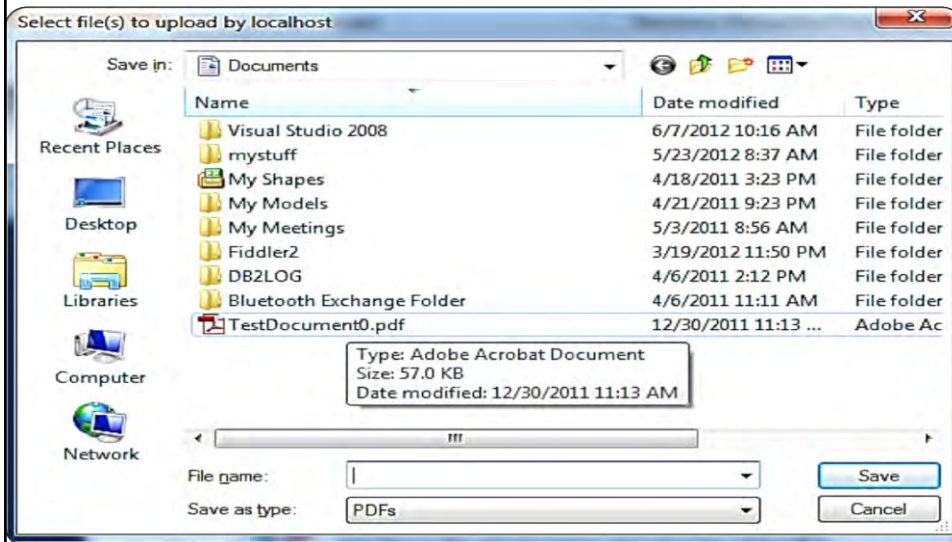 Select file(s) to upload by localhost
Save in: Documents
Name Date modified Type
Visual Studio 2008 6/7/2012 10:16 AM File folder
mystuff 5/23/2012 8:37 AM File folder
My Shapes 4/18/2011 3:23 PM File folder
My Models 4/21/2011 9:23 PM File folder
My Meetings 5/3/2011 8:56 AM File folder
Fiddler2 3/19/2012 11:50 PM File folder
DB2LOG 4/6/2011 2:12 PM File folder
Bluetooth Exchange Folder 4/6/2011 11:11 AM File folder
TestDocument0.pdf 12/30/2011 11:13 ... Adobe Ac
Type: Adobe Acrobat Document
Size: 57.0 KB
Date modified: 12/30/2011 11:13 AM
Recent Places
Desktop
Libraries
Computer
Network
File name:
Save
Save as type: PDFs
Cancel